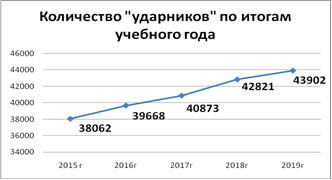 Количество "ударников" по итогам
учебного года
46000
44000
42000
40000
38000
36000
34000
38062
39668
40873
42821
43902
2015 г
2016г
2017г
2018г
2019г